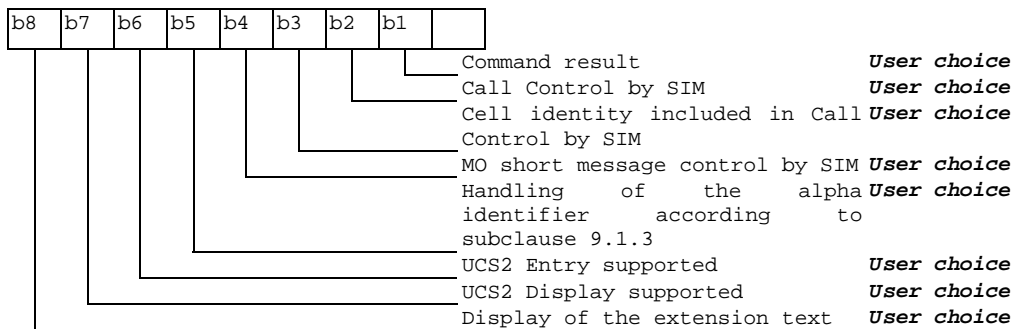 b8 b7 b6 b5 b4 b3 b2 b1
Command result User choice
Call Control by SIM User choice
Cell identity included in Call User choice
Control by SIM
MO short message control by SIM User choice
Handling of the alpha User choice
identifier according to
subclause 9.1.3
UCS2 Entry supported User choice
UCS2 Display supported User choice
Display of the extension text User choice